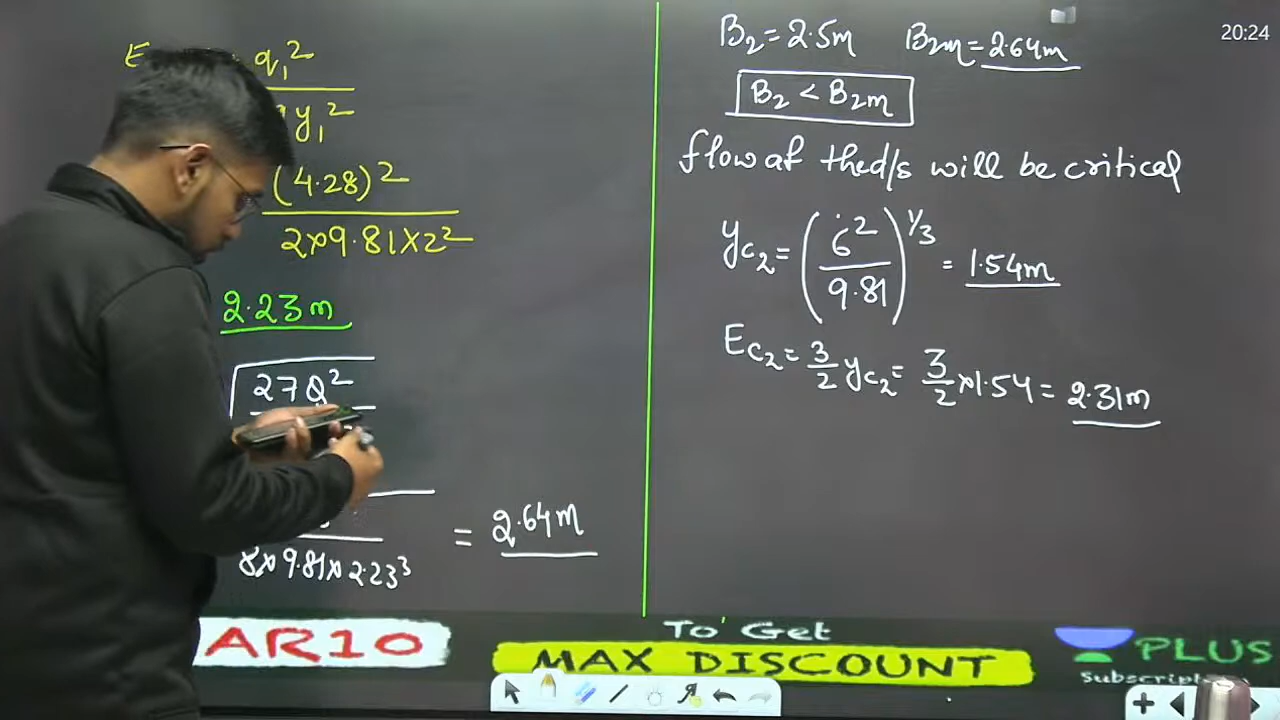 E q₁²
y₁²
(4.28)²
2×9.81×2²
2.23m
27Q²
= 2.64m
8×9.81×2.23³
B₂=2.5m B₂m=2.64m
B₂ < B₂m
flow at the d/s will be critical
yc₂= (6²/9.81)^1/3 = 1.54m
Ec₂= 3/2 yc₂= 3/2 ×1.54 = 2.31m
20:24
AR10
To Get
MAX DISCOUNT
PLUS
Subscript